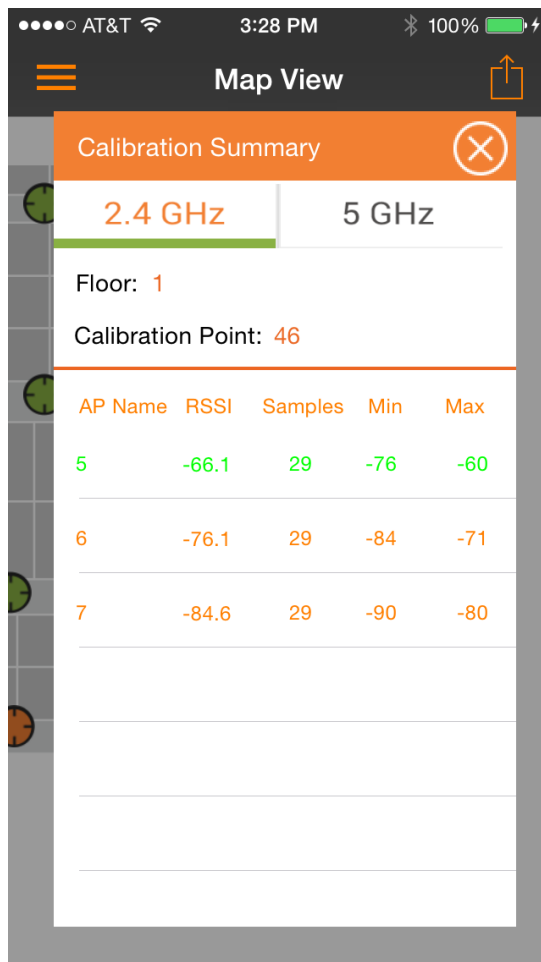 AT&T 3:28 PM 100%
Map View
Calibration Summary
2.4 GHz 5 GHz
Floor: 1
Calibration Point: 46
AP Name RSSI Samples Min Max
5 -66.1 29 -76 -60
6 -76.1 29 -84 -71
7 -84.6 29 -90 -80